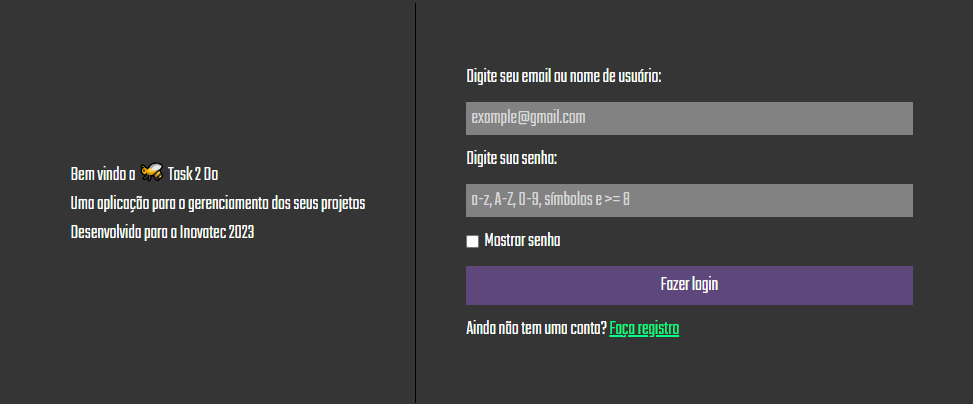 Bem vindo a Task 2 Do
Uma aplicação para o gerenciamento dos seus projetos
Desenvolvido para a Inovatec 2023
Digite seu email ou nome de usuário:
example@gmail.com
Digite sua senha:
a-z, A-Z, 0-9, símbolos e >= 8
Mostrar senha
Fazer login
Ainda não tem uma conta? Faça registro